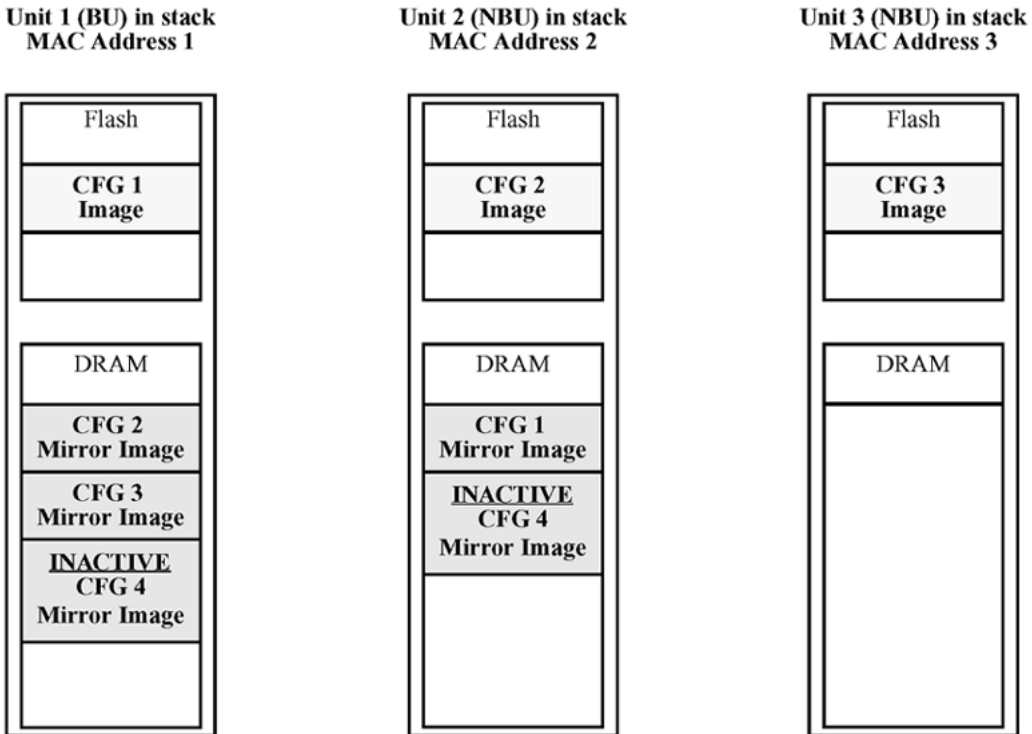 Unit 1 (BU) in stack
MAC Address 1
Flash
CFG 1
Image
DRAM
CFG 2
Mirror Image
CFG 3
Mirror Image
INACTIVE
CFG 4
Mirror Image
Unit 2 (NBU) in stack
MAC Address 2
Flash
CFG 2
Image
DRAM
CFG 1
Mirror Image
INACTIVE
CFG 4
Mirror Image
Unit 3 (NBU) in stack
MAC Address 3
Flash
CFG 3
Image
DRAM